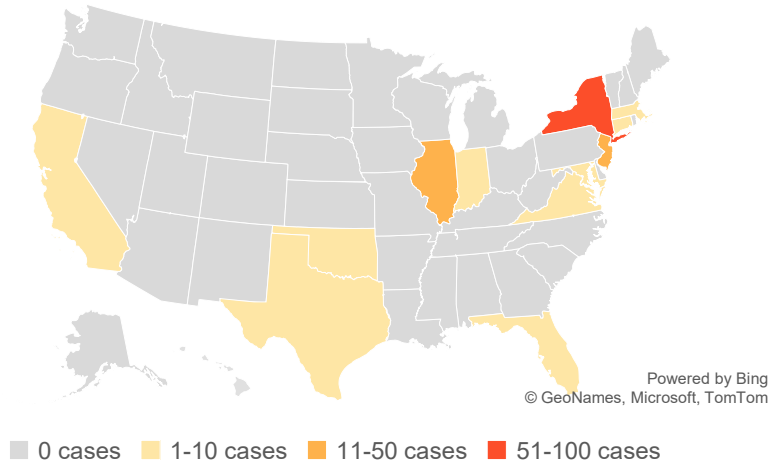 Powered by Bing
© GeoNames, Microsoft, TomTom
0 cases 1-10 cases 11-50 cases 51-100 cases